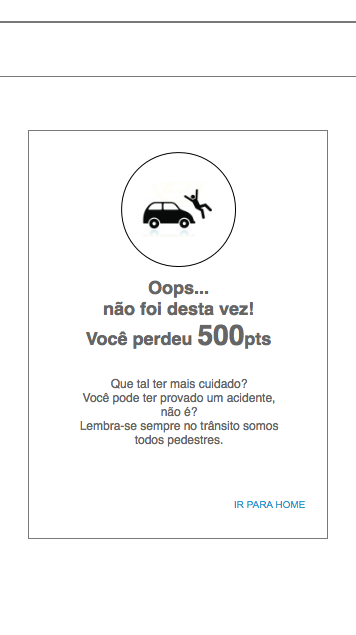 Oops...
não foi desta vez!
Você perdeu 500pts
Que tal ter mais cuidado?
Você pode ter provado um acidente,
não é?
Lembra-se sempre no trânsito somos
todos pedestres.
IR PARA HOME